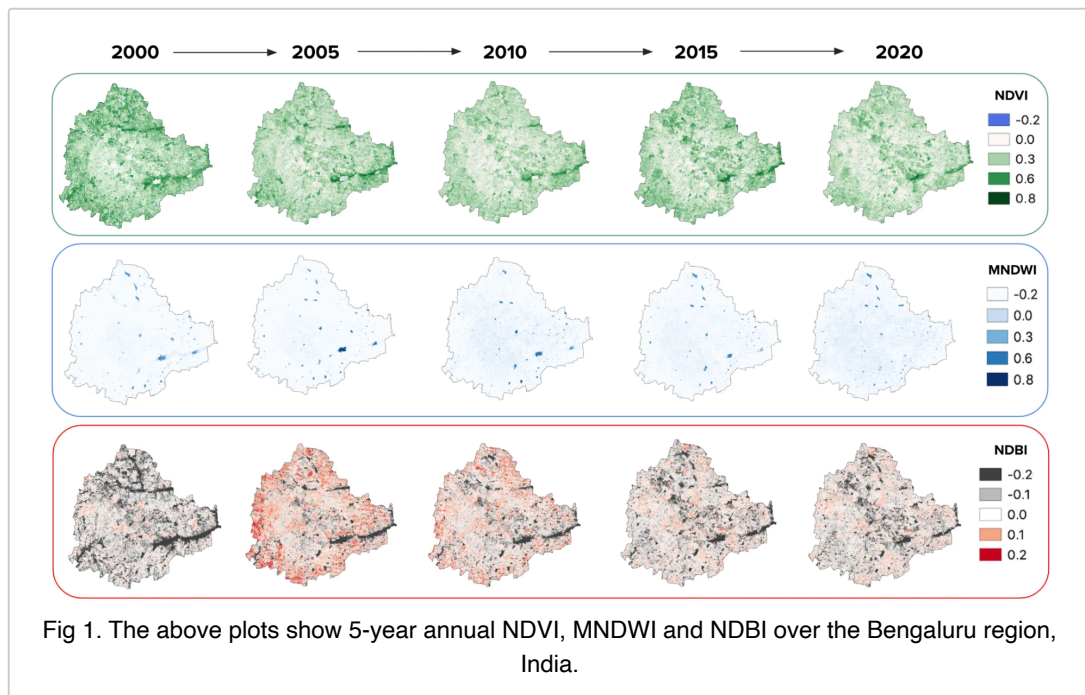 2000 2005 2010 2015 2020
NDVI
-0.2
0.0
0.3
0.6
0.8
MNDWI
-0.2
0.0
0.3
0.6
0.8
NDBI
-0.2
-0.1
0.0
0.1
0.2
Fig 1. The above plots show 5-year annual NDVI, MNDWI and NDBI over the Bengaluru region,
India.